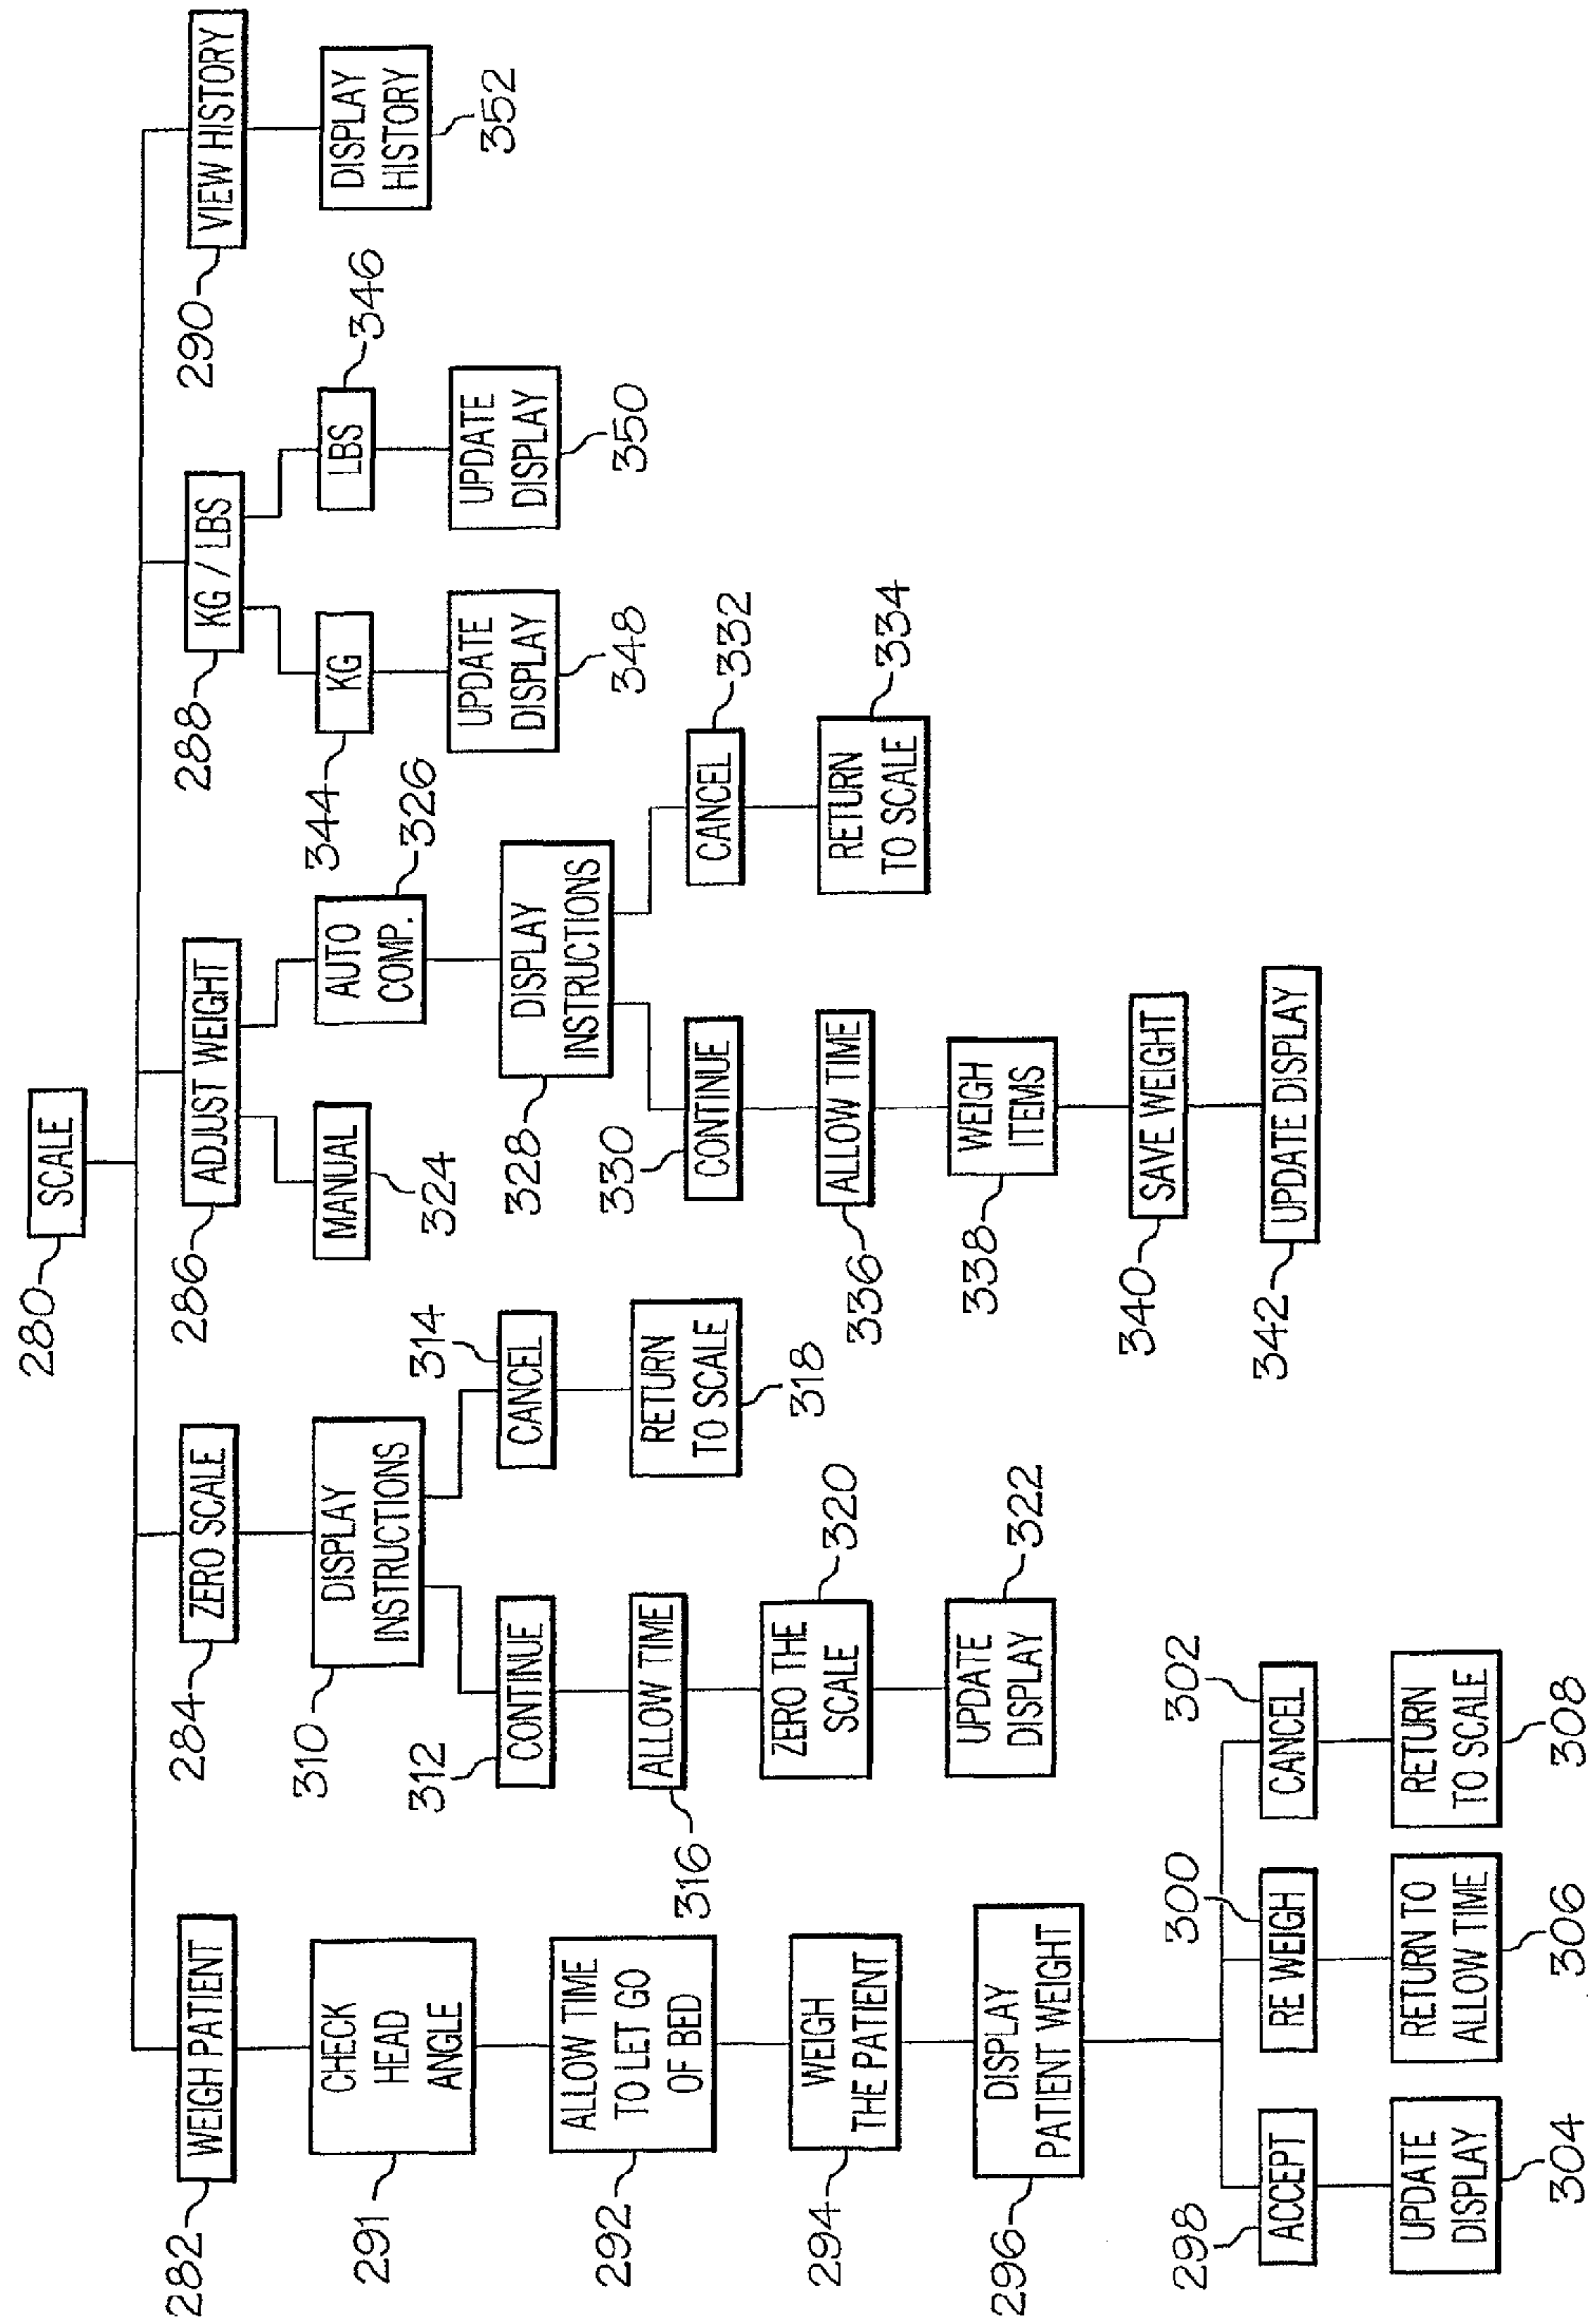 280
SCALE
282
WEIGH PATIENT
284
ZERO SCALE
286
ADJUST WEIGHT
288
KG / LBS
290
VIEW HISTORY
291
CHECK
HEAD
ANGLE
292
ALLOW TIME
TO LET GO
OF BED
294
WEIGH
THE PATIENT
296
DISPLAY
PATIENT WEIGHT
298
ACCEPT
300
RE WEIGH
302
CANCEL
UPDATE
DISPLAY
304
RETURN TO
ALLOW TIME
306
RETURN
TO SCALE
308
310
DISPLAY
INSTRUCTIONS
312
CONTINUE
314
CANCEL
316
ALLOW TIME
RETURN
TO SCALE
318
ZERO THE
SCALE
320
UPDATE
DISPLAY
322
MANUAL
324
AUTO
COMP.
326
328
DISPLAY
INSTRUCTIONS
330
CONTINUE
CANCEL
332
RETURN
TO SCALE
334
336
ALLOW TIME
338
WEIGH
ITEMS
340
SAVE WEIGHT
342
UPDATE DISPLAY
344
KG
LBS
346
UPDATE
DISPLAY
348
UPDATE
DISPLAY
350
DISPLAY
HISTORY
352